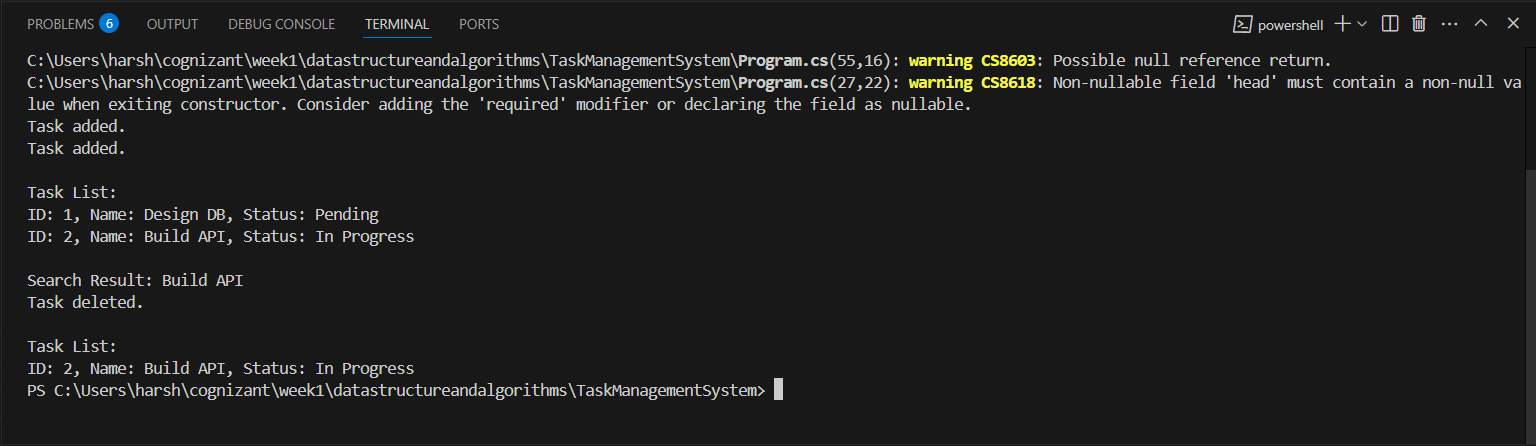 PROBLEMS 6 OUTPUT DEBUG CONSOLE TERMINAL PORTS powershell
C:\Users\harsh\cognizant\week1\datastructureandalgorithms\TaskManagementSystem\Program.cs(55,16): warning CS8603: Possible null reference return.
C:\Users\harsh\cognizant\week1\datastructureandalgorithms\TaskManagementSystem\Program.cs(27,22): warning CS8618: Non-nullable field 'head' must contain a non-null va
lue when exiting constructor. Consider adding the 'required' modifier or declaring the field as nullable.
Task added.
Task added.
Task List:
ID: 1, Name: Design DB, Status: Pending
ID: 2, Name: Build API, Status: In Progress
Search Result: Build API
Task deleted.
Task List:
ID: 2, Name: Build API, Status: In Progress
PS C:\Users\harsh\cognizant\week1\datastructureandalgorithms\TaskManagementSystem>